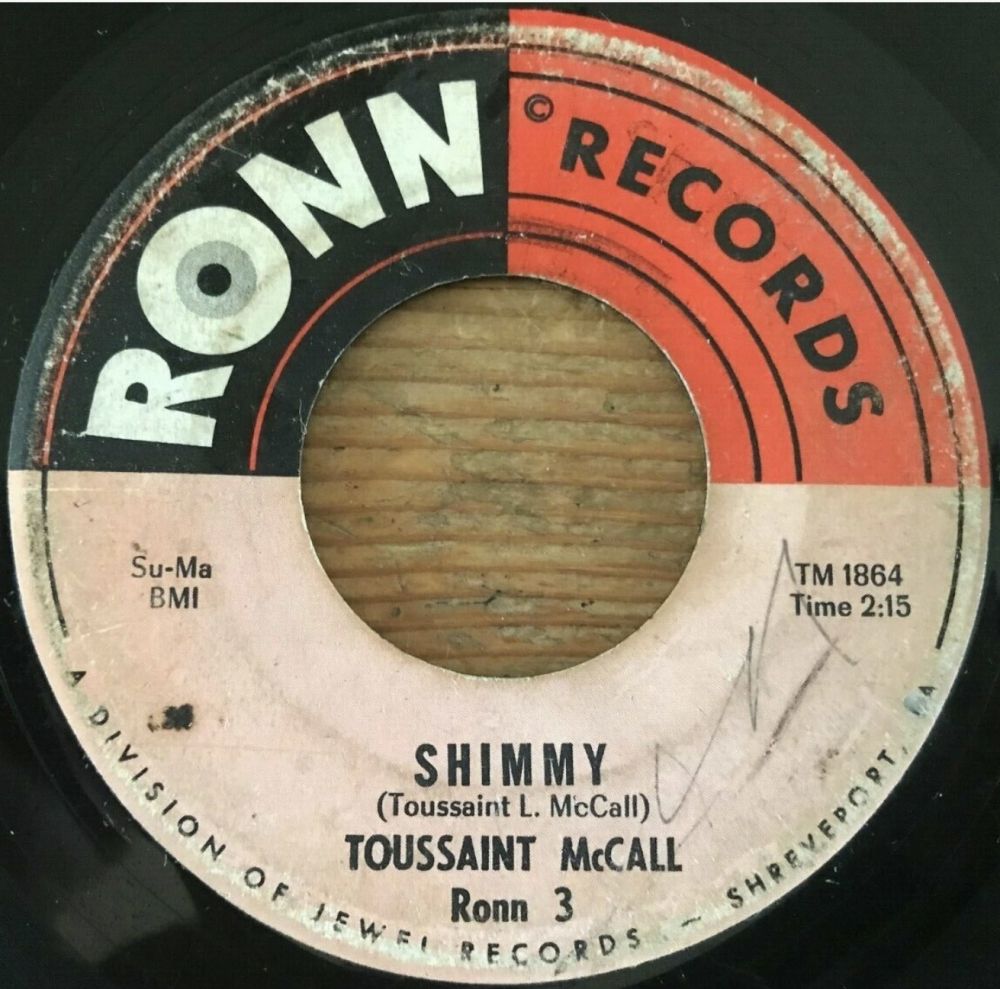 RONN
© RECORDS
Su-Ma
BMI
TM 1864
Time 2:15
SHIMMY
(Toussaint L. McCall)
TOUSSAINT McCALL
Ronn 3
A DIVISION OF JEWEL RECORDS — SHREVEPORT, LA